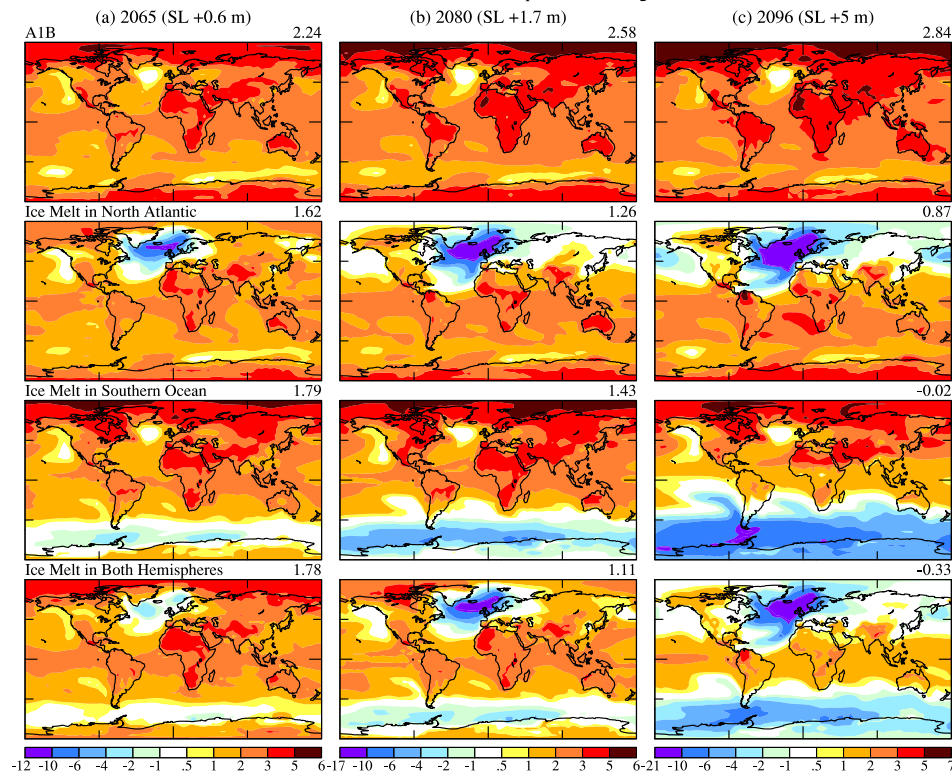 (a) 2065 (SL +0.6 m) (b) 2080 (SL +1.7 m) (c) 2096 (SL +5 m)
A1B 2.24 2.58 2.84
Ice Melt in North Atlantic 1.62 1.26 0.87
Ice Melt in Southern Ocean 1.79 1.43 -0.02
Ice Melt in Both Hemispheres 1.78 1.11 -0.33
-12 -10 -6 -4 -2 -1 .5 1 2 3 5 6 -17 -10 -6 -4 -2 -1 .5 1 2 3 5 6 -21 -10 -6 -4 -2 -1 .5 1 2 3 5